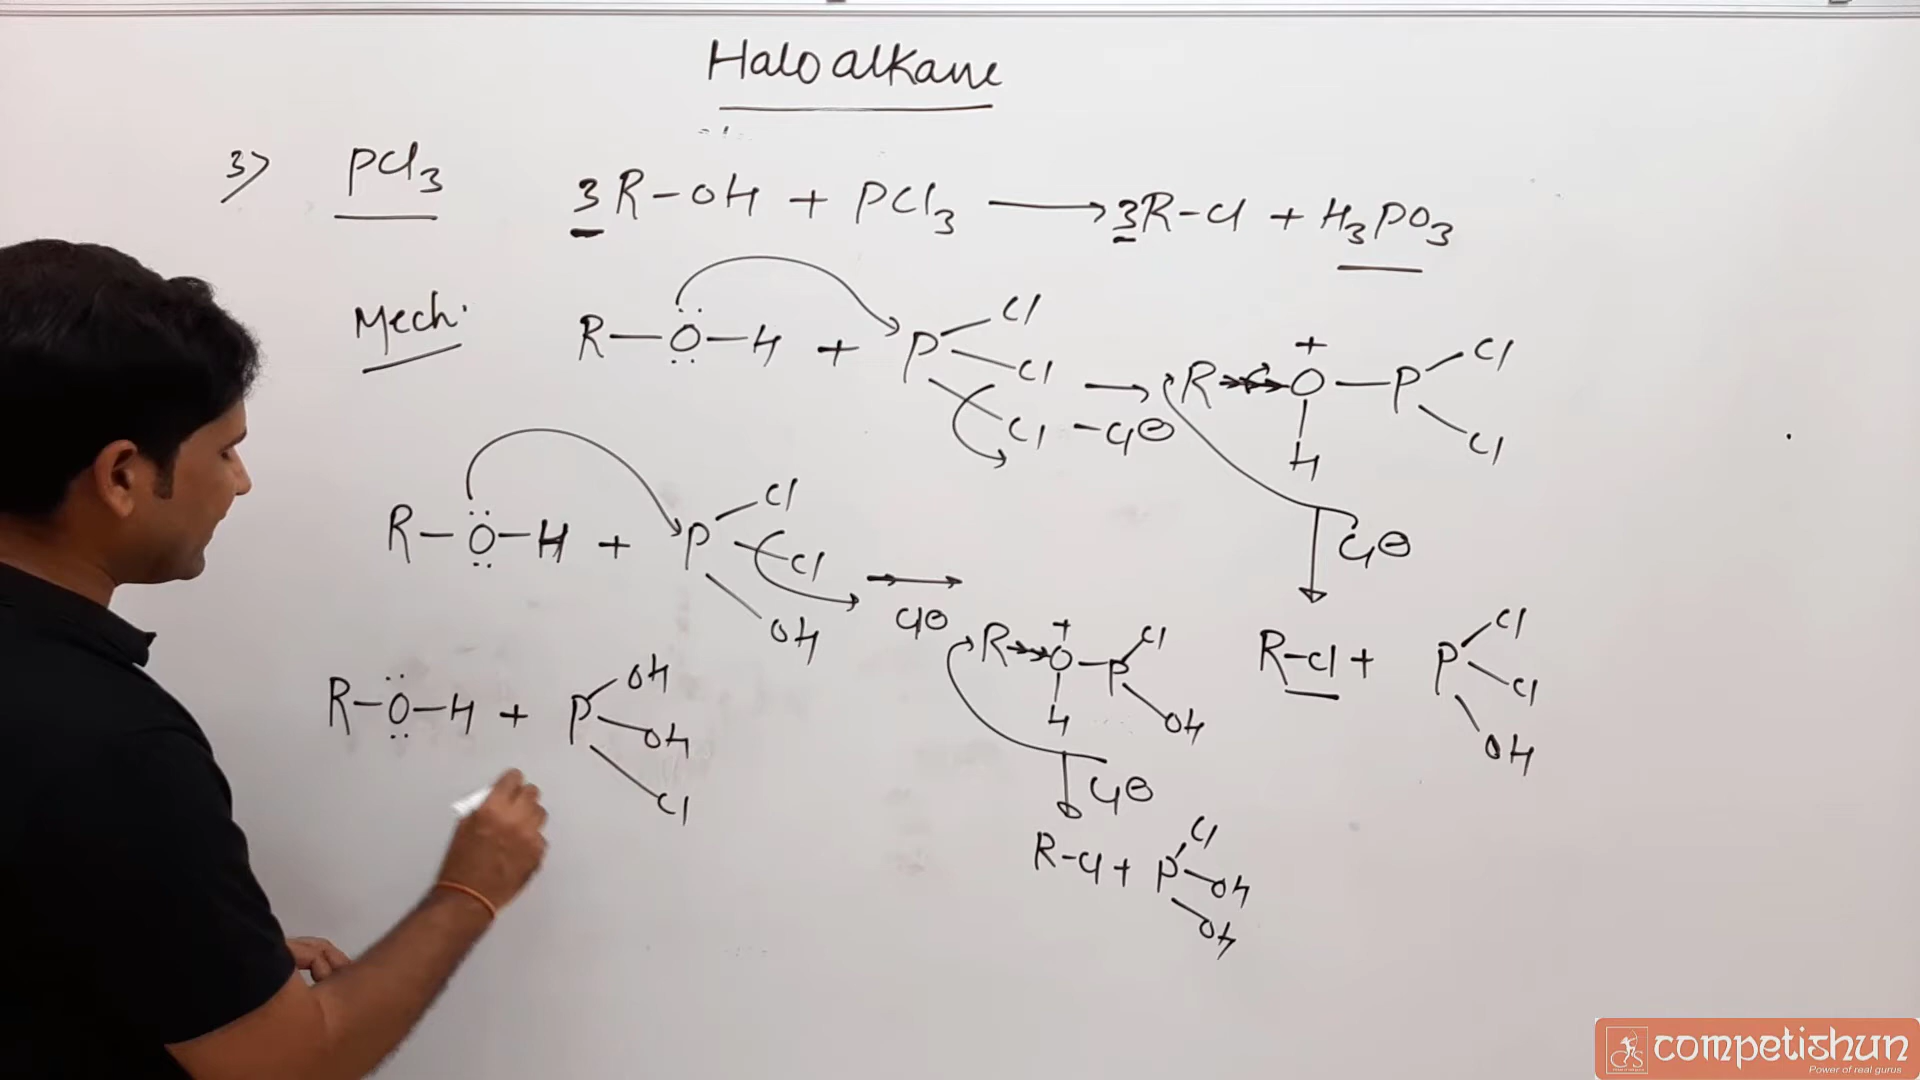 Haloalkane
3) PCl3
3R-OH + PCl3 → 3R-Cl + H3PO3
Mech:
R-O-H + P Cl Cl Cl -Cl⊖ → R O + H P Cl Cl
Cl⊖
R-Cl + P Cl Cl OH
R-O-H + P Cl Cl OH → Cl⊖ R O + H P Cl OH
Cl⊖
R-Cl + P Cl OH OH
R-O-H + P OH OH Cl
competishun
Power of real gurus